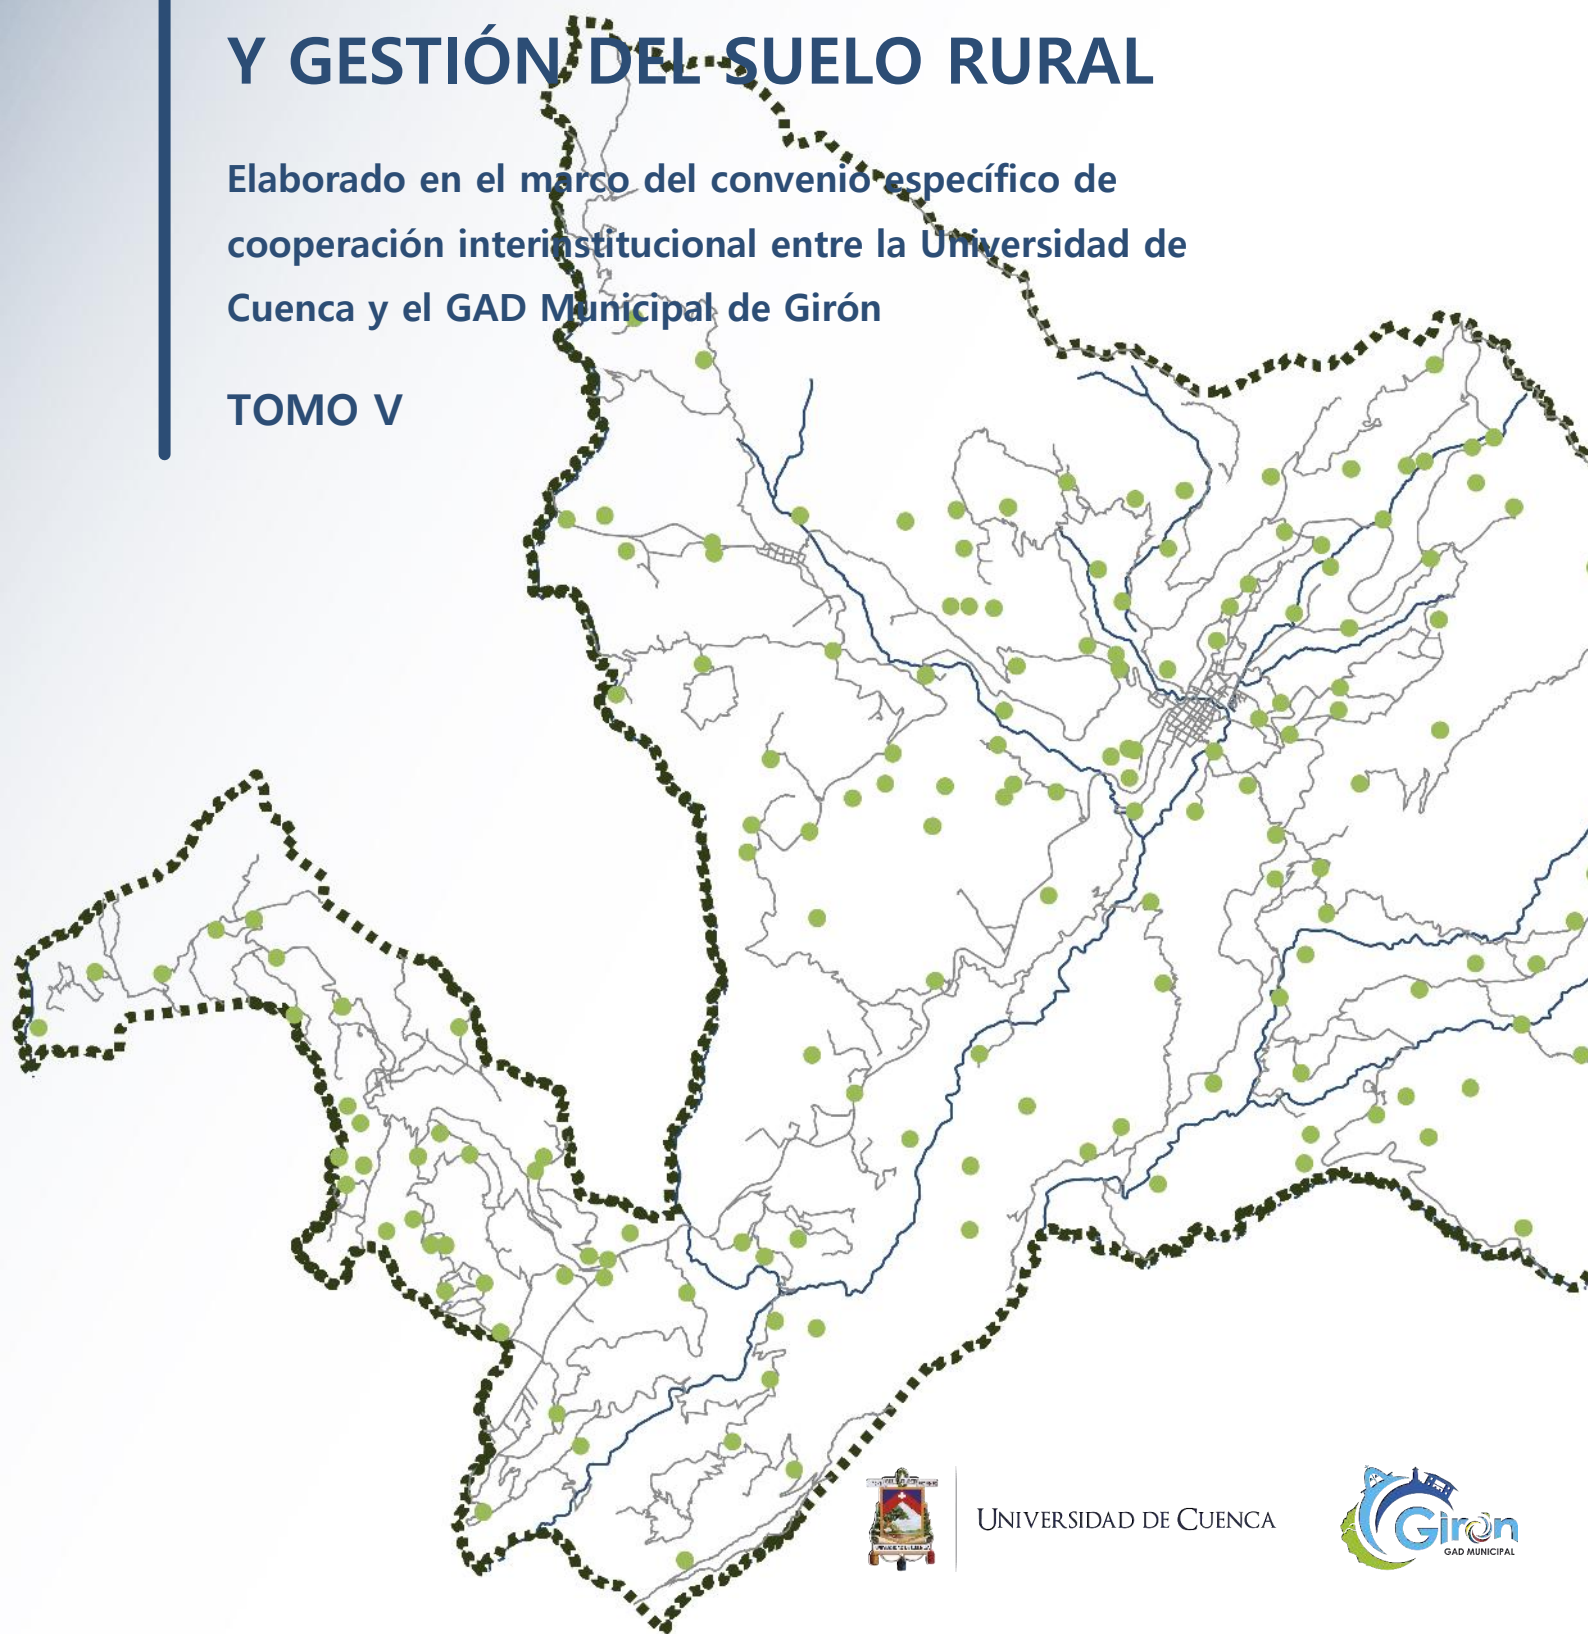 Y GESTIÓN DEL SUELO RURAL
Elaborado en el marco del convenio específico de
cooperación interinstitucional entre la Universidad de
Cuenca y el GAD Municipal de Girón
TOMO V
UNIVERSIDAD DE CUENCA
Girón
GAD MUNICIPAL